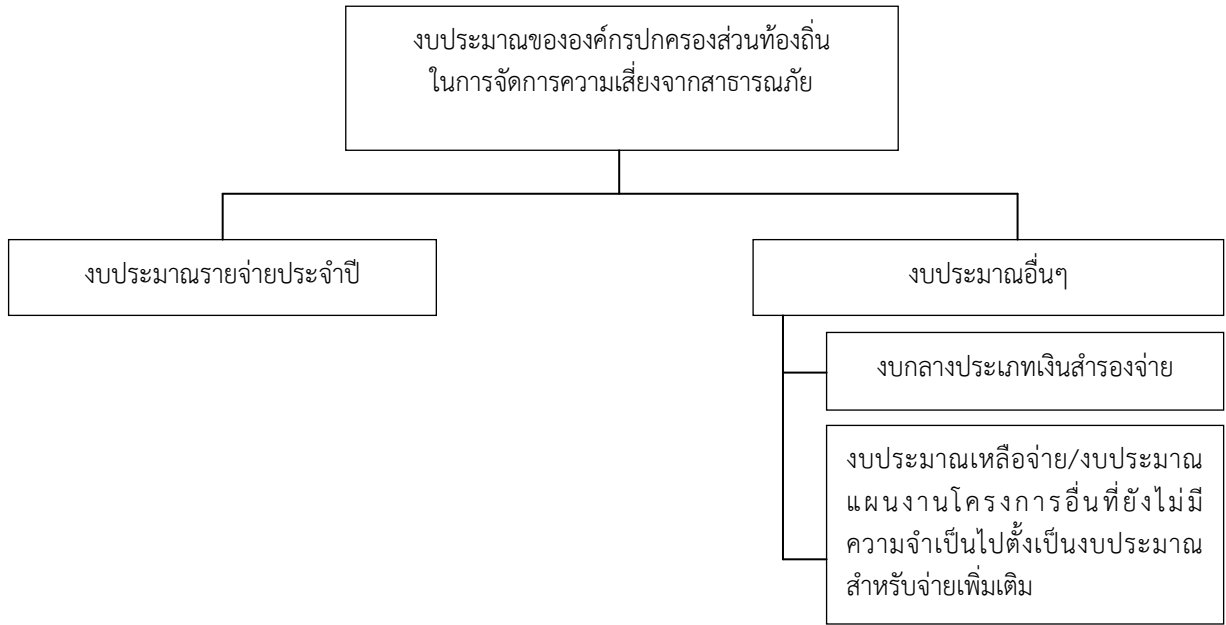 งบประมาณขององค์กรปกครองส่วนท้องถิ่น
ในการจัดการความเสี่ยงจากสาธารณภัย
งบประมาณรายจ่ายประจำปี
งบประมาณอื่นๆ
งบกลางประเภทเงินสำรองจ่าย
งบประมาณเหลือจ่าย/งบประมาณ
แผนงานโครงการอื่นที่ยังไม่มี
ความจำเป็นไปตั้งเป็นงบประมาณ
สำหรับจ่ายเพิ่มเติม